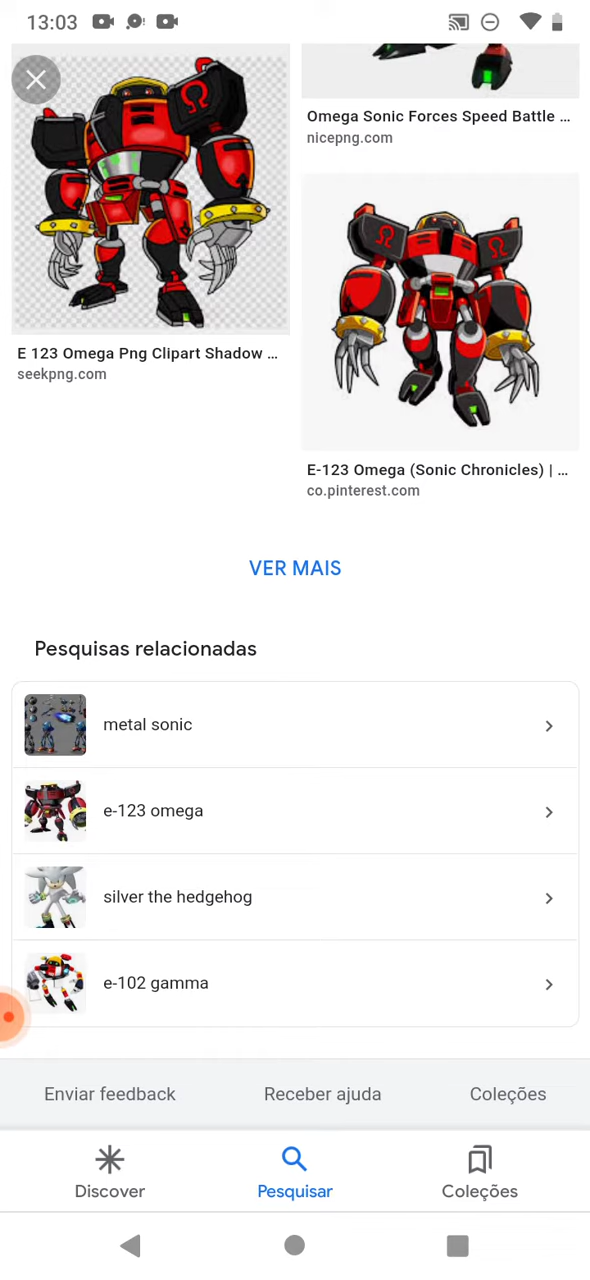 13:03
Omega Sonic Forces Speed Battle ...
nicepng.com
Ω
E 123 Omega Png Clipart Shadow ...
seekpng.com
Ω Ω
E-123 Omega (Sonic Chronicles) | ...
co.pinterest.com
VER MAIS
Pesquisas relacionadas
metal sonic
e-123 omega
silver the hedgehog
e-102 gamma
Enviar feedback
Receber ajuda
Coleções
Discover
Pesquisar
Coleções